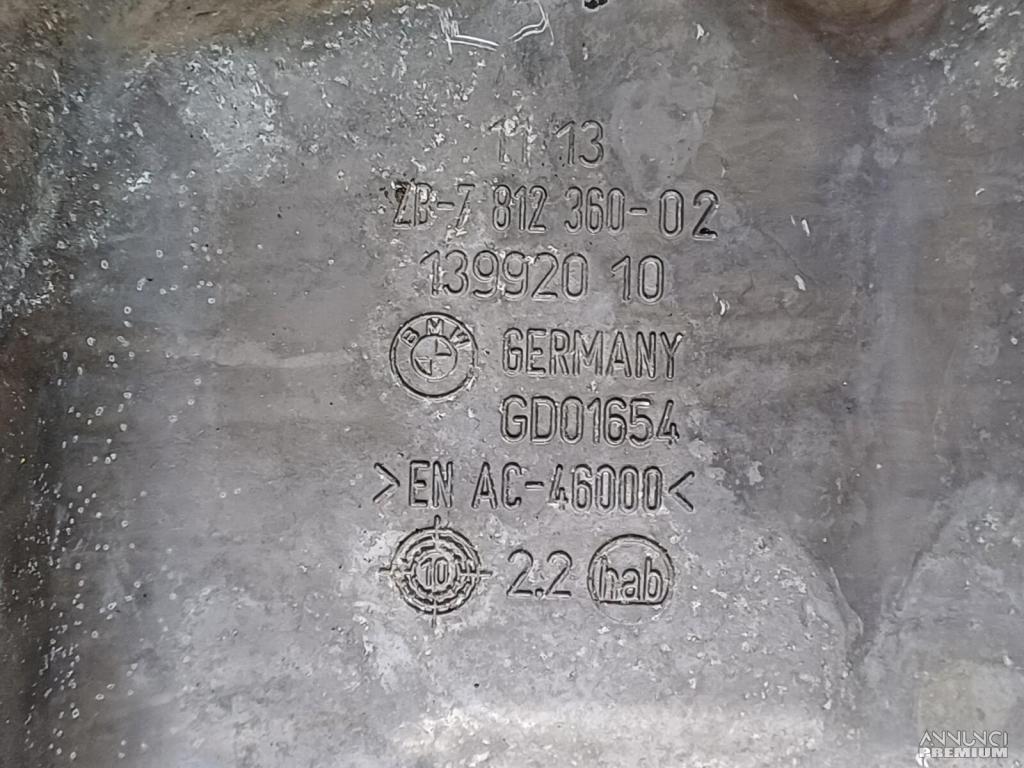 11 13
ZB-7 812 360-02
139920 10
BMW GERMANY
GD01654
>EN AC-46000<
10 2.2 hab
ANNUNCI
PREMIUM